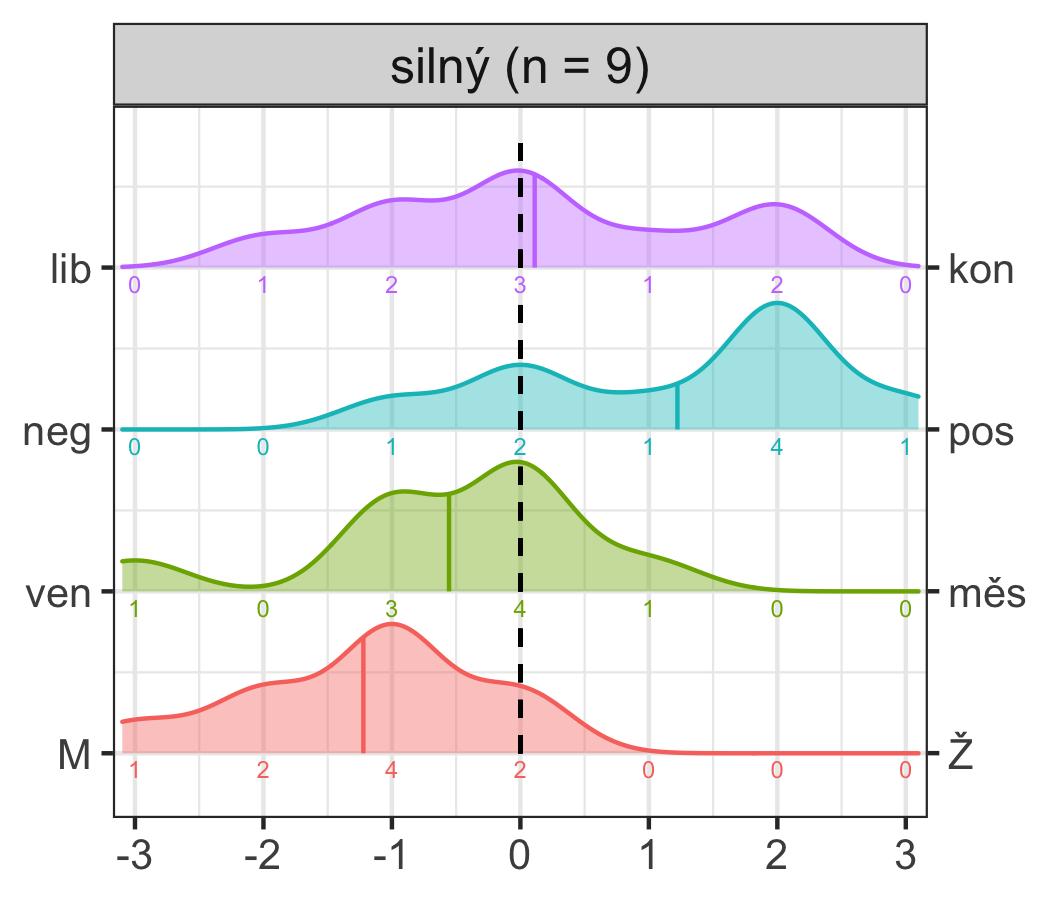 silný (n = 9)
lib kon
0 1 2 3 1 2 0
neg pos
0 0 1 2 1 4 1
ven měs
1 0 3 4 1 0 0
M Ž
1 2 4 2 0 0 0
-3 -2 -1 0 1 2 3